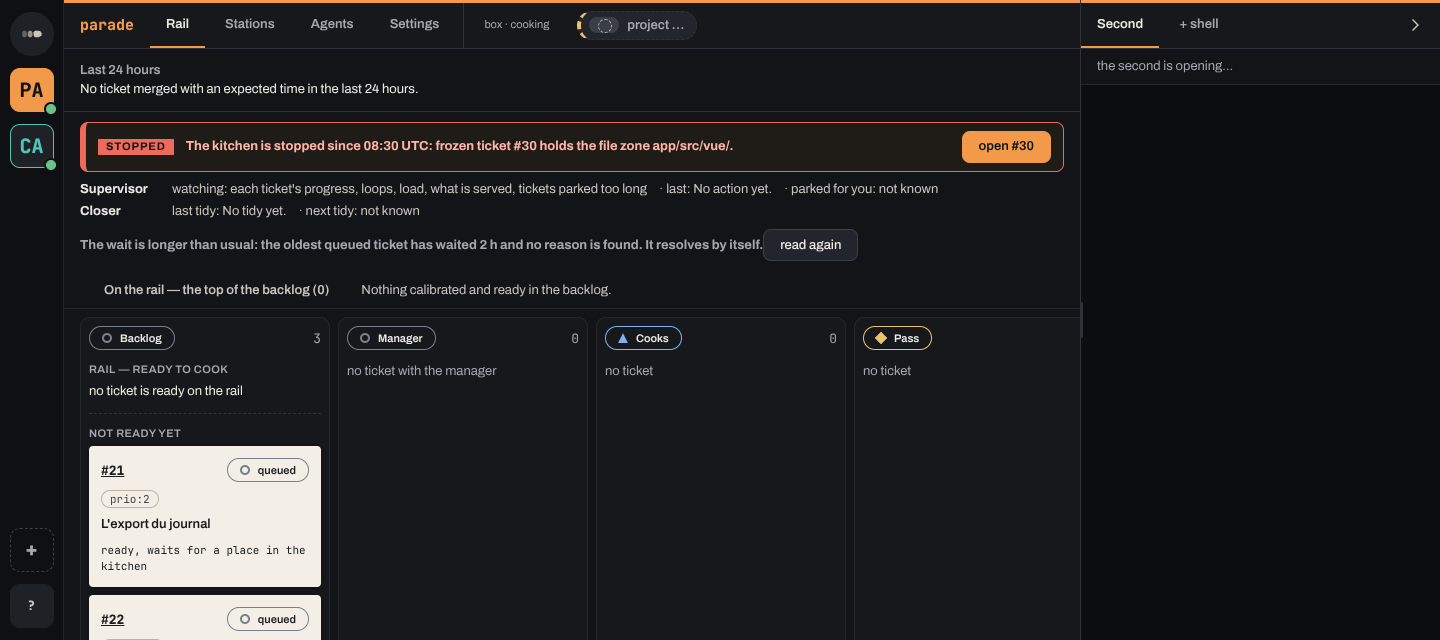 parade
Rail
Stations
Agents
Settings
box · cooking
project ...
Second
+ shell
PA
CA
the second is opening...
Last 24 hours
No ticket merged with an expected time in the last 24 hours.
STOPPED
The kitchen is stopped since 08:30 UTC: frozen ticket #30 holds the file zone app/src/vue/.
open #30
Supervisor
watching: each ticket's progress, loops, load, what is served, tickets parked too long · last: No action yet. · parked for you: not known
Closer
last tidy: No tidy yet. · next tidy: not known
The wait is longer than usual: the oldest queued ticket has waited 2 h and no reason is found. It resolves by itself.
read again
On the rail — the top of the backlog (0)
Nothing calibrated and ready in the backlog.
Backlog
3
Manager
0
Cooks
0
Pass
RAIL — READY TO COOK
no ticket is ready on the rail
no ticket with the manager
no ticket
no ticket
NOT READY YET
#21
queued
prio:2
L'export du journal
ready, waits for a place in the
kitchen
#22
queued
+
?